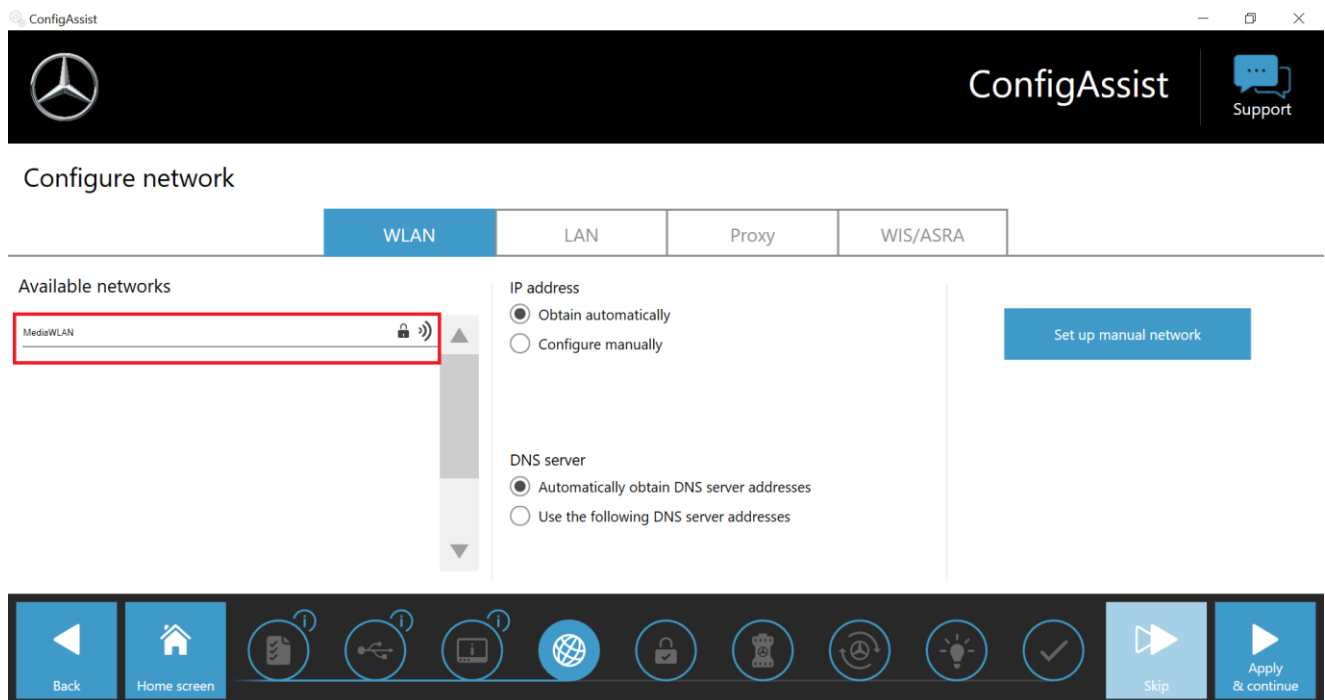 ConfigAssist
ConfigAssist
Support
Configure network
WLAN
LAN
Proxy
WIS/ASRA
Available networks
MediaWLAN
IP address
Obtain automatically
Configure manually
DNS server
Automatically obtain DNS server addresses
Use the following DNS server addresses
Set up manual network
Back
Home screen
Skip
Apply
& continue